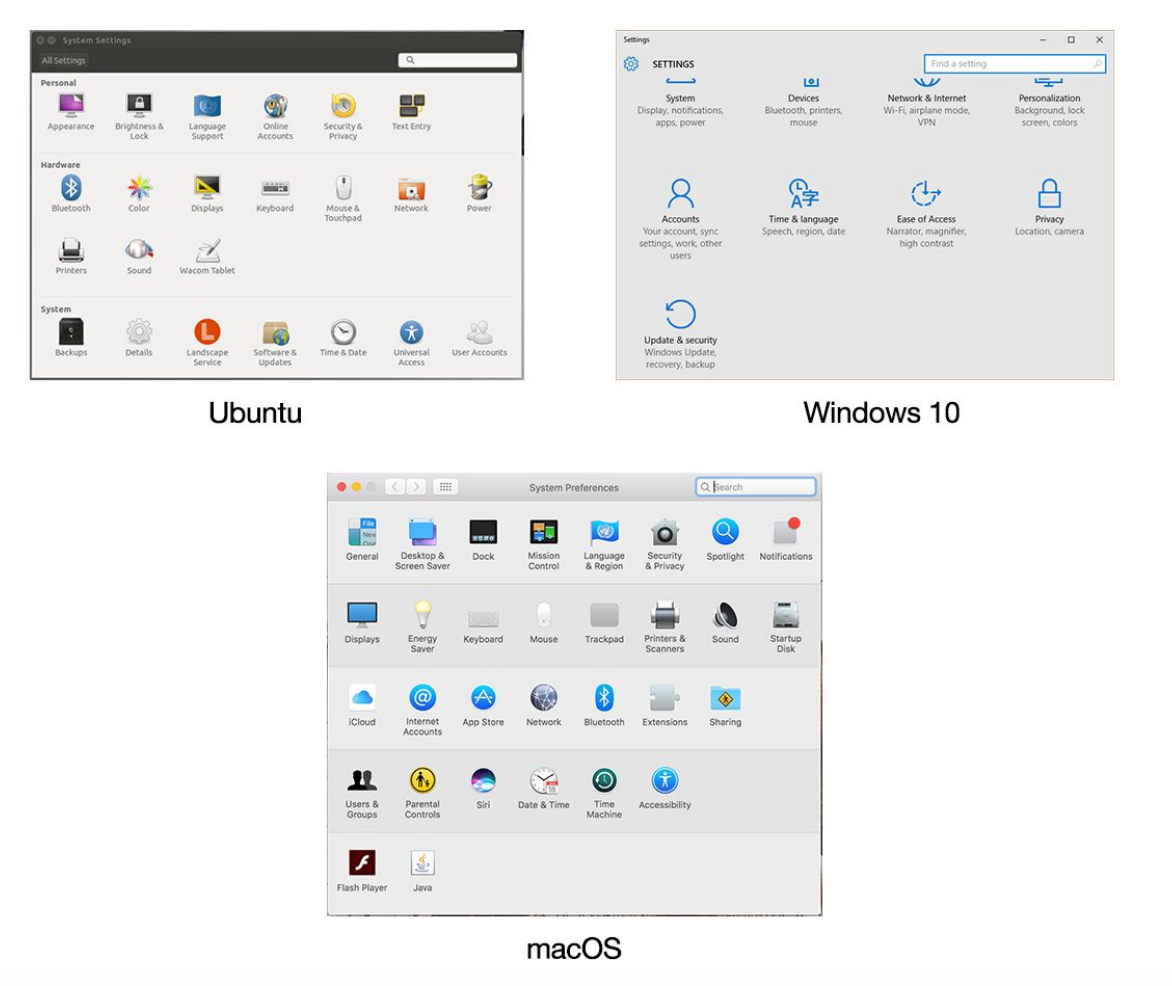 System Settings
All Settings
Personal
Appearance
Brightness &
Lock
Language
Support
Online
Accounts
Security &
Privacy
Text Entry
Hardware
Bluetooth
Color
Displays
Keyboard
Mouse &
Touchpad
Network
Power
Printers
Sound
Wacom Tablet
System
Backups
Details
Landscape
Service
Software &
Updates
Time & Date
Universal
Access
User Accounts
Ubuntu
Settings
SETTINGS
Find a setting
System
Display, notifications,
apps, power
Devices
Bluetooth, printers,
mouse
Network & Internet
Wi-Fi, airplane mode,
VPN
Personalization
Background, lock
screen, colors
Accounts
Your account, sync
settings, work, other
users
Time & language
Speech, region, date
Ease of Access
Narrator, magnifier,
high contrast
Privacy
Location, camera
Update & security
Windows Update,
recovery, backup
Windows 10
System Preferences
Search
File
New
General
Desktop &
Screen Saver
Dock
Mission
Control
Language
& Region
Security
& Privacy
Spotlight
Notifications
Displays
Energy
Saver
Keyboard
Mouse
Trackpad
Printers &
Scanners
Sound
Startup
Disk
iCloud
Internet
Accounts
App Store
Network
Bluetooth
Extensions
Sharing
Users &
Groups
Parental
Controls
Siri
Date & Time
Time
Machine
Accessibility
Flash Player
Java
macOS